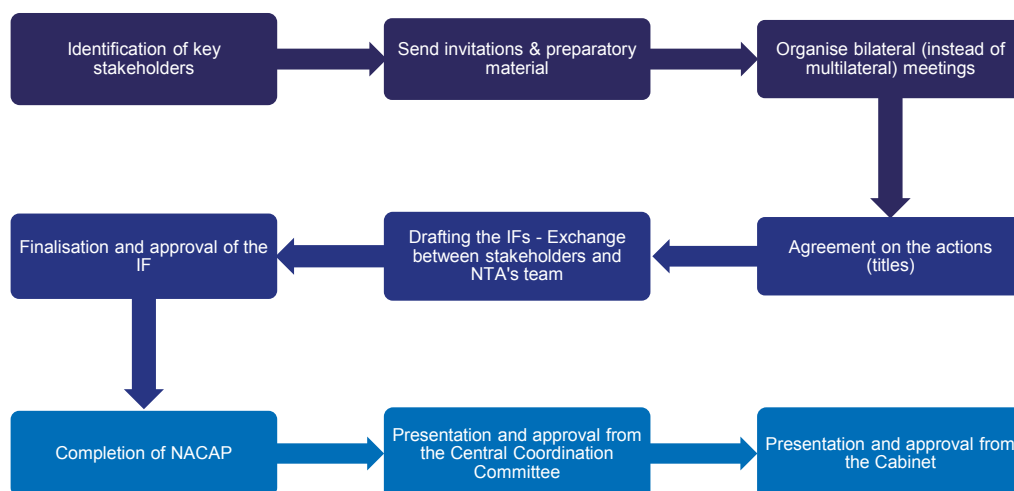 Identification of key
stakeholders
Send invitations & preparatory
material
Organise bilateral (instead of
multilateral) meetings
Finalisation and approval of the
IF
Drafting the IFs - Exchange
between stakeholders and
NTA's team
Agreement on the actions
(titles)
Completion of NACAP
Presentation and approval from
the Central Coordination
Committee
Presentation and approval from
the Cabinet